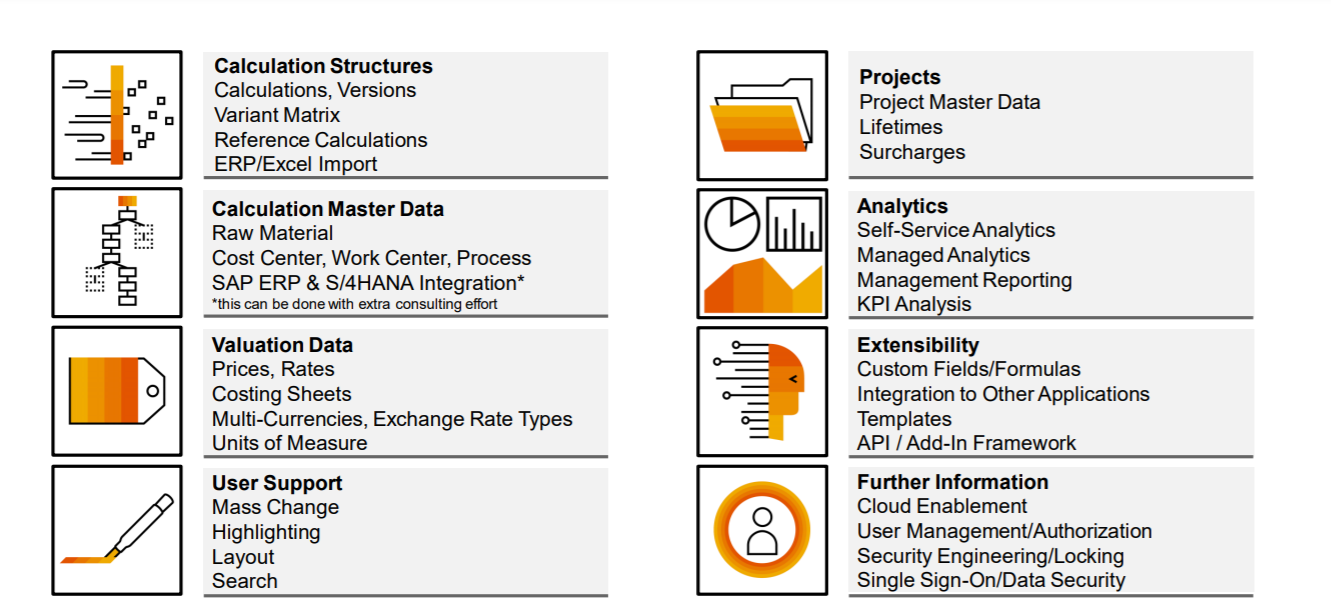 Calculation Structures
Calculations, Versions
Variant Matrix
Reference Calculations
ERP/Excel Import
Calculation Master Data
Raw Material
Cost Center, Work Center, Process
SAP ERP & S/4HANA Integration*
*this can be done with extra consulting effort
Valuation Data
Prices, Rates
Costing Sheets
Multi-Currencies, Exchange Rate Types
Units of Measure
User Support
Mass Change
Highlighting
Layout
Search
Projects
Project Master Data
Lifetimes
Surcharges
Analytics
Self-Service Analytics
Managed Analytics
Management Reporting
KPI Analysis
Extensibility
Custom Fields/Formulas
Integration to Other Applications
Templates
API / Add-In Framework
Further Information
Cloud Enablement
User Management/Authorization
Security Engineering/Locking
Single Sign-On/Data Security